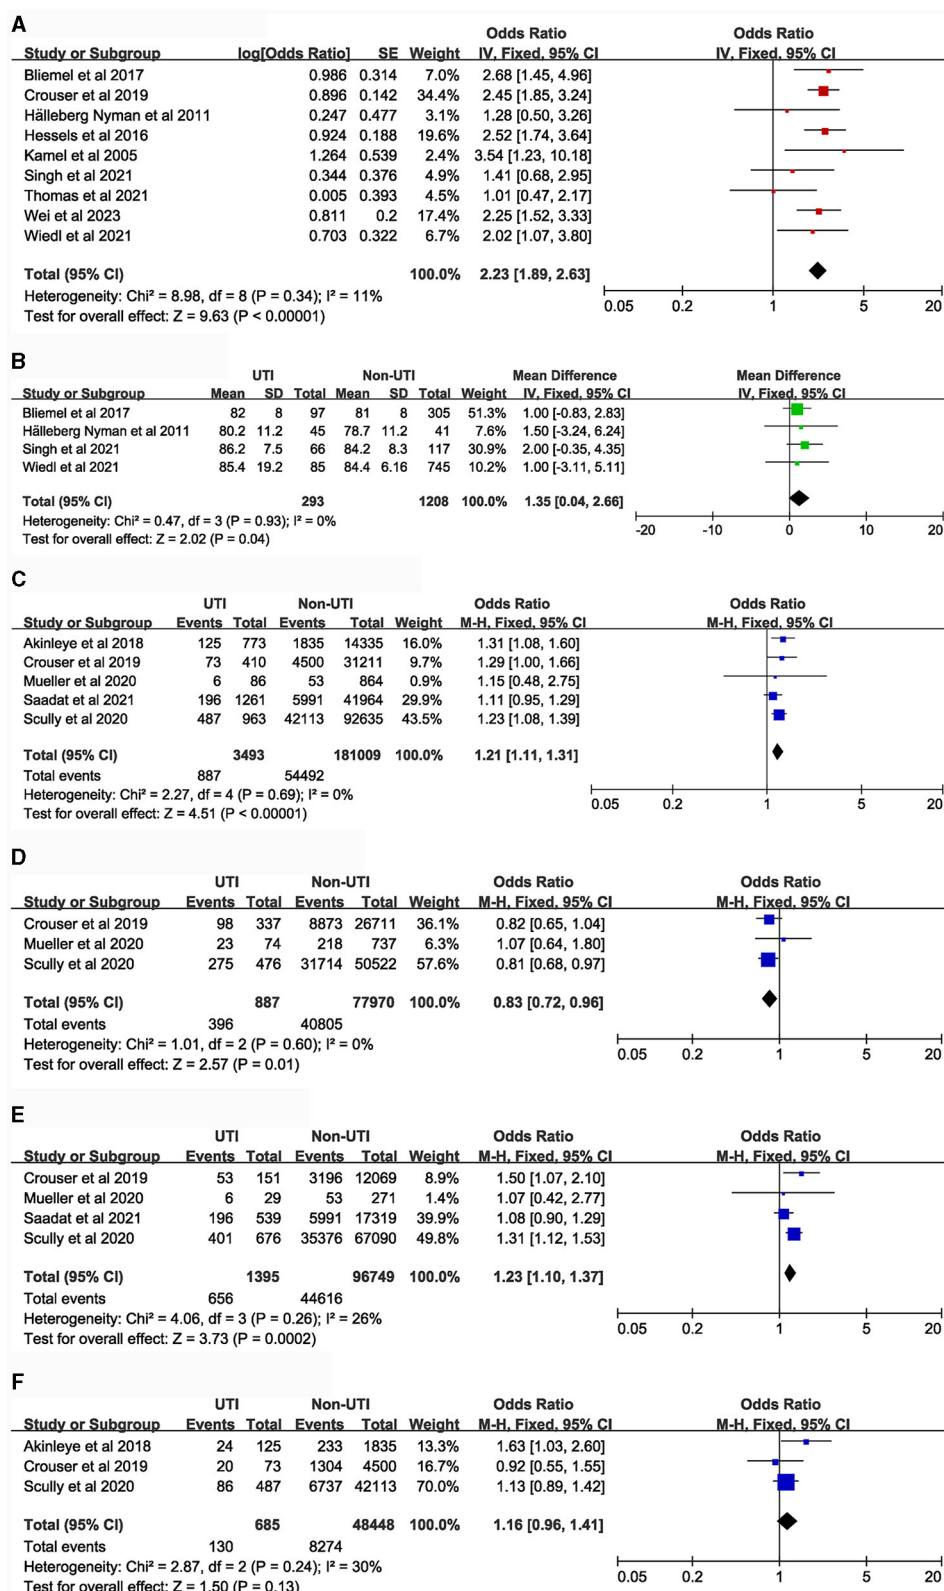 A
Odds Ratio Odds Ratio
Study or Subgroup log[Odds Ratio] SE Weight IV, Fixed, 95% CI IV, Fixed, 95% CI
Bliemel et al 2017 0.986 0.314 7.0% 2.68 [1.45, 4.96]
Crouser et al 2019 0.896 0.142 34.4% 2.45 [1.85, 3.24]
Hälleberg Nyman et al 2011 0.247 0.477 3.1% 1.28 [0.50, 3.26]
Hessels et al 2016 0.924 0.188 19.6% 2.52 [1.74, 3.64]
Kamel et al 2005 1.264 0.539 2.4% 3.54 [1.23, 10.18]
Singh et al 2021 0.344 0.376 4.9% 1.41 [0.68, 2.95]
Thomas et al 2021 0.005 0.393 4.5% 1.01 [0.47, 2.17]
Wei et al 2023 0.811 0.2 17.4% 2.25 [1.52, 3.33]
Wiedl et al 2021 0.703 0.322 6.7% 2.02 [1.07, 3.80]
Total (95% CI) 100.0% 2.23 [1.89, 2.63]
Heterogeneity: Chi² = 8.98, df = 8 (P = 0.34); I² = 11%
0.05 0.2 1 5 20
Test for overall effect: Z = 9.63 (P < 0.00001)
B
UTI Non-UTI Mean Difference Mean Difference
Study or Subgroup Mean SD Total Mean SD Total Weight IV, Fixed, 95% CI IV, Fixed, 95% CI
Bliemel et al 2017 82 8 97 81 8 305 51.3% 1.00 [-0.83, 2.83]
Hälleberg Nyman et al 2011 80.2 11.2 45 78.7 11.2 41 7.6% 1.50 [-3.24, 6.24]
Singh et al 2021 86.2 7.5 66 84.2 8.3 117 30.9% 2.00 [-0.35, 4.35]
Wiedl et al 2021 85.4 19.2 85 84.4 6.16 745 10.2% 1.00 [-3.11, 5.11]
Total (95% CI) 293 1208 100.0% 1.35 [0.04, 2.66]
Heterogeneity: Chi² = 0.47, df = 3 (P = 0.93); I² = 0%
-20 -10 0 10 20
Test for overall effect: Z = 2.02 (P = 0.04)
C
UTI Non-UTI Odds Ratio Odds Ratio
Study or Subgroup Events Total Events Total Weight M-H, Fixed, 95% CI M-H, Fixed, 95% CI
Akinleye et al 2018 125 773 1835 14335 16.0% 1.31 [1.08, 1.60]
Crouser et al 2019 73 410 4500 31211 9.7% 1.29 [1.00, 1.66]
Mueller et al 2020 6 86 53 864 0.9% 1.15 [0.48, 2.75]
Saadat et al 2021 196 1261 5991 41964 29.9% 1.11 [0.95, 1.29]
Scully et al 2020 487 963 42113 92635 43.5% 1.23 [1.08, 1.39]
Total (95% CI) 3493 181009 100.0% 1.21 [1.11, 1.31]
Total events 887 54492
Heterogeneity: Chi² = 2.27, df = 4 (P = 0.69); I² = 0%
0.05 0.2 1 5 20
Test for overall effect: Z = 4.51 (P < 0.00001)
D
UTI Non-UTI Odds Ratio Odds Ratio
Study or Subgroup Events Total Events Total Weight M-H, Fixed, 95% CI M-H, Fixed, 95% CI
Crouser et al 2019 98 337 8873 26711 36.1% 0.82 [0.65, 1.04]
Mueller et al 2020 23 74 218 737 6.3% 1.07 [0.64, 1.80]
Scully et al 2020 275 476 31714 50522 57.6% 0.81 [0.68, 0.97]
Total (95% CI) 887 77970 100.0% 0.83 [0.72, 0.96]
Total events 396 40805
Heterogeneity: Chi² = 1.01, df = 2 (P = 0.60); I² = 0%
0.05 0.2 1 5 20
Test for overall effect: Z = 2.57 (P = 0.01)
E
UTI Non-UTI Odds Ratio Odds Ratio
Study or Subgroup Events Total Events Total Weight M-H, Fixed, 95% CI M-H, Fixed, 95% CI
Crouser et al 2019 53 151 3196 12069 8.9% 1.50 [1.07, 2.10]
Mueller et al 2020 6 29 53 271 1.4% 1.07 [0.42, 2.77]
Saadat et al 2021 196 539 5991 17319 39.9% 1.08 [0.90, 1.29]
Scully et al 2020 401 676 35376 67090 49.8% 1.31 [1.12, 1.53]
Total (95% CI) 1395 96749 100.0% 1.23 [1.10, 1.37]
Total events 656 44616
Heterogeneity: Chi² = 4.06, df = 3 (P = 0.26); I² = 26%
0.05 0.2 1 5 20
Test for overall effect: Z = 3.73 (P = 0.0002)
F
UTI Non-UTI Odds Ratio Odds Ratio
Study or Subgroup Events Total Events Total Weight M-H, Fixed, 95% CI M-H, Fixed, 95% CI
Akinleye et al 2018 24 125 233 1835 13.3% 1.63 [1.03, 2.60]
Crouser et al 2019 20 73 1304 4500 16.7% 0.92 [0.55, 1.55]
Scully et al 2020 86 487 6737 42113 70.0% 1.13 [0.89, 1.42]
Total (95% CI) 685 48448 100.0% 1.16 [0.96, 1.41]
Total events 130 8274
Heterogeneity: Chi² = 2.87, df = 2 (P = 0.24); I² = 30%
0.05 0.2 1 5 20
Test for overall effect: Z = 1.50 (P = 0.13)